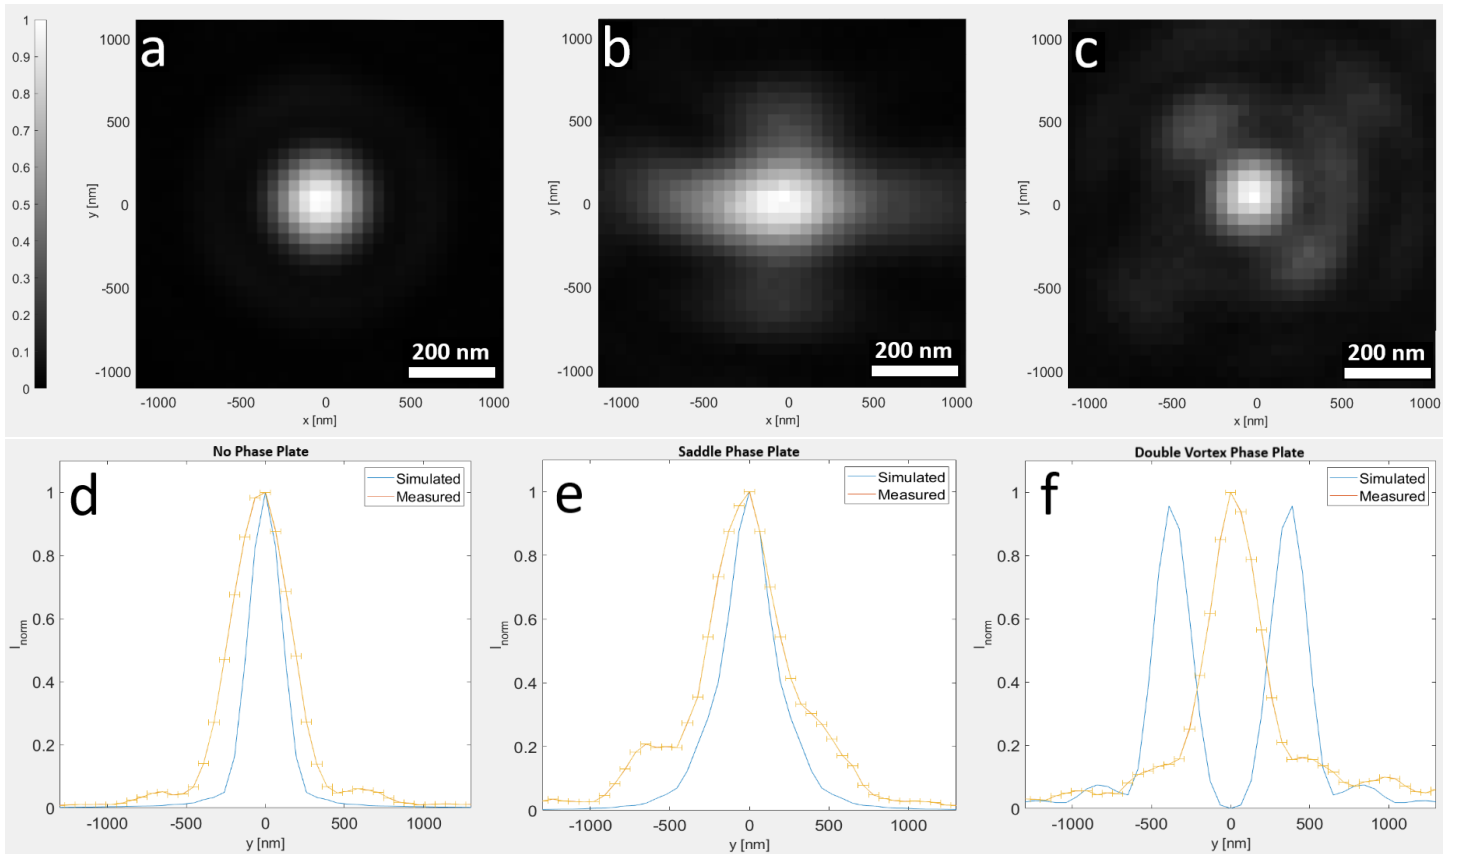 1
0.9
0.8
0.7
0.6
0.5
0.4
0.3
0.2
0.1
0
a
1000
500
0
-500
-1000
y [nm]
200 nm
-1000 -500 0 500 1000
x [nm]
b
1000
500
0
-500
-1000
y [nm]
200 nm
-1000 -500 0 500 1000
x [nm]
c
1000
500
0
-500
-1000
y [nm]
200 nm
-1000 -500 0 500 1000
x [nm]
No Phase Plate
d
Simulated
Measured
1
0.8
0.6
0.4
0.2
0
Inorm
-1000 -500 0 500 1000
y [nm]
Saddle Phase Plate
e
Simulated
Measured
1
0.8
0.6
0.4
0.2
0
Inorm
-1000 -500 0 500 1000
y [nm]
Double Vortex Phase Plate
f
Simulated
Measured
1
0.8
0.6
0.4
0.2
0
Inorm
-1000 -500 0 500 1000
y [nm]